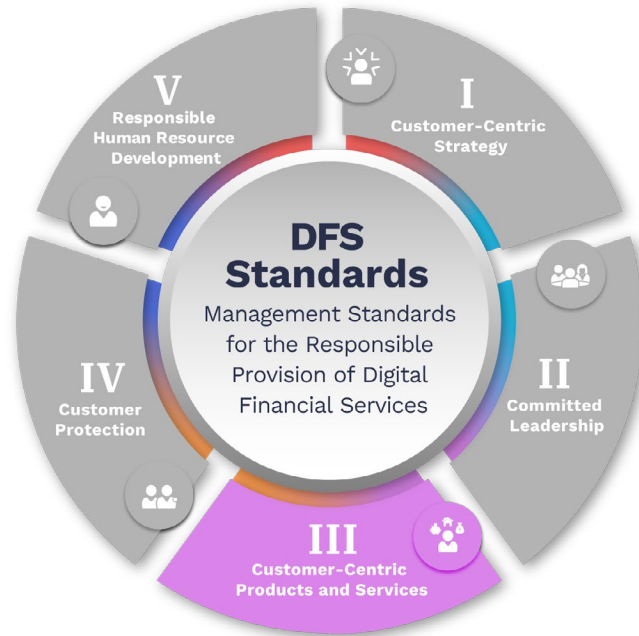 DFS
Standards
Management Standards
for the Responsible
Provision of Digital
Financial Services
I
Customer-Centric
Strategy
II
Committed
Leadership
III
Customer-Centric
Products and Services
IV
Customer
Protection
V
Responsible
Human Resource
Development